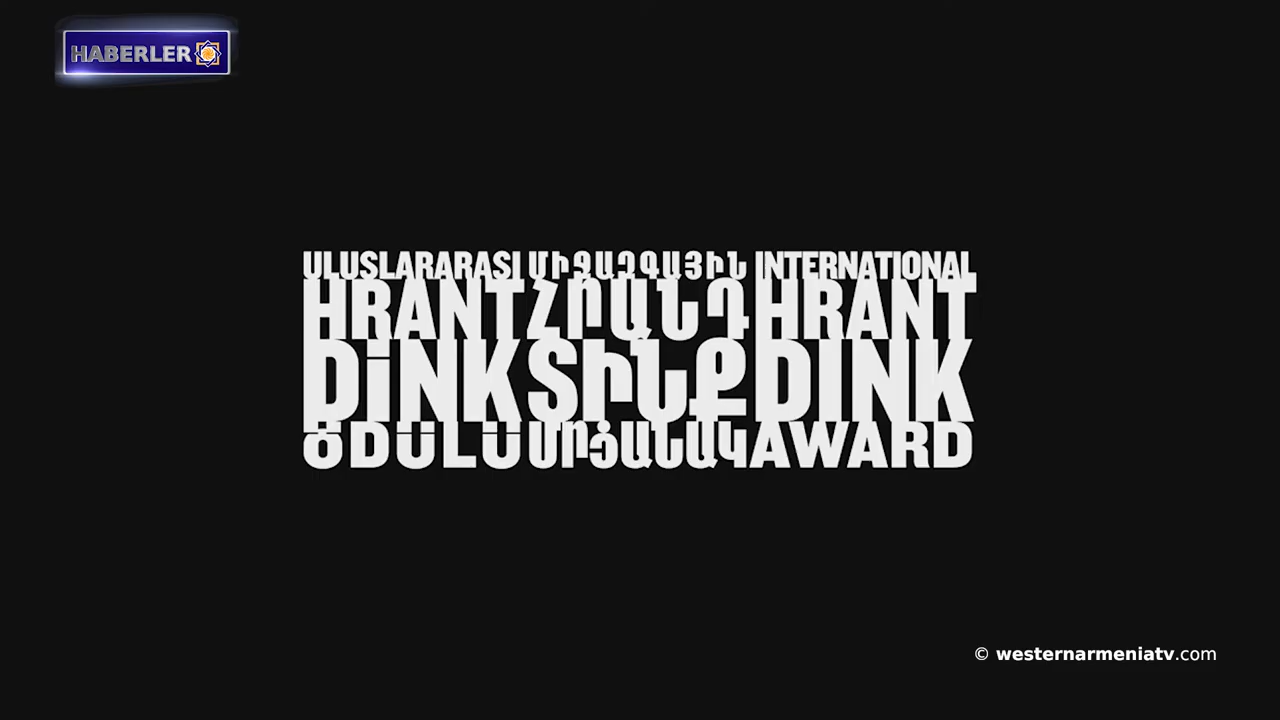 HABERLER
ULUSLARARASI ՄԻՋԱԶԳԱՅԻՆ INTERNATIONAL
HRANT ՀՐԱՆԴ HRANT
DİNK ՏԻՆՔ DINK
ÖDÜLÜ ՄՐՑԱՆԱԿ AWARD
© westernarmeniatv.com